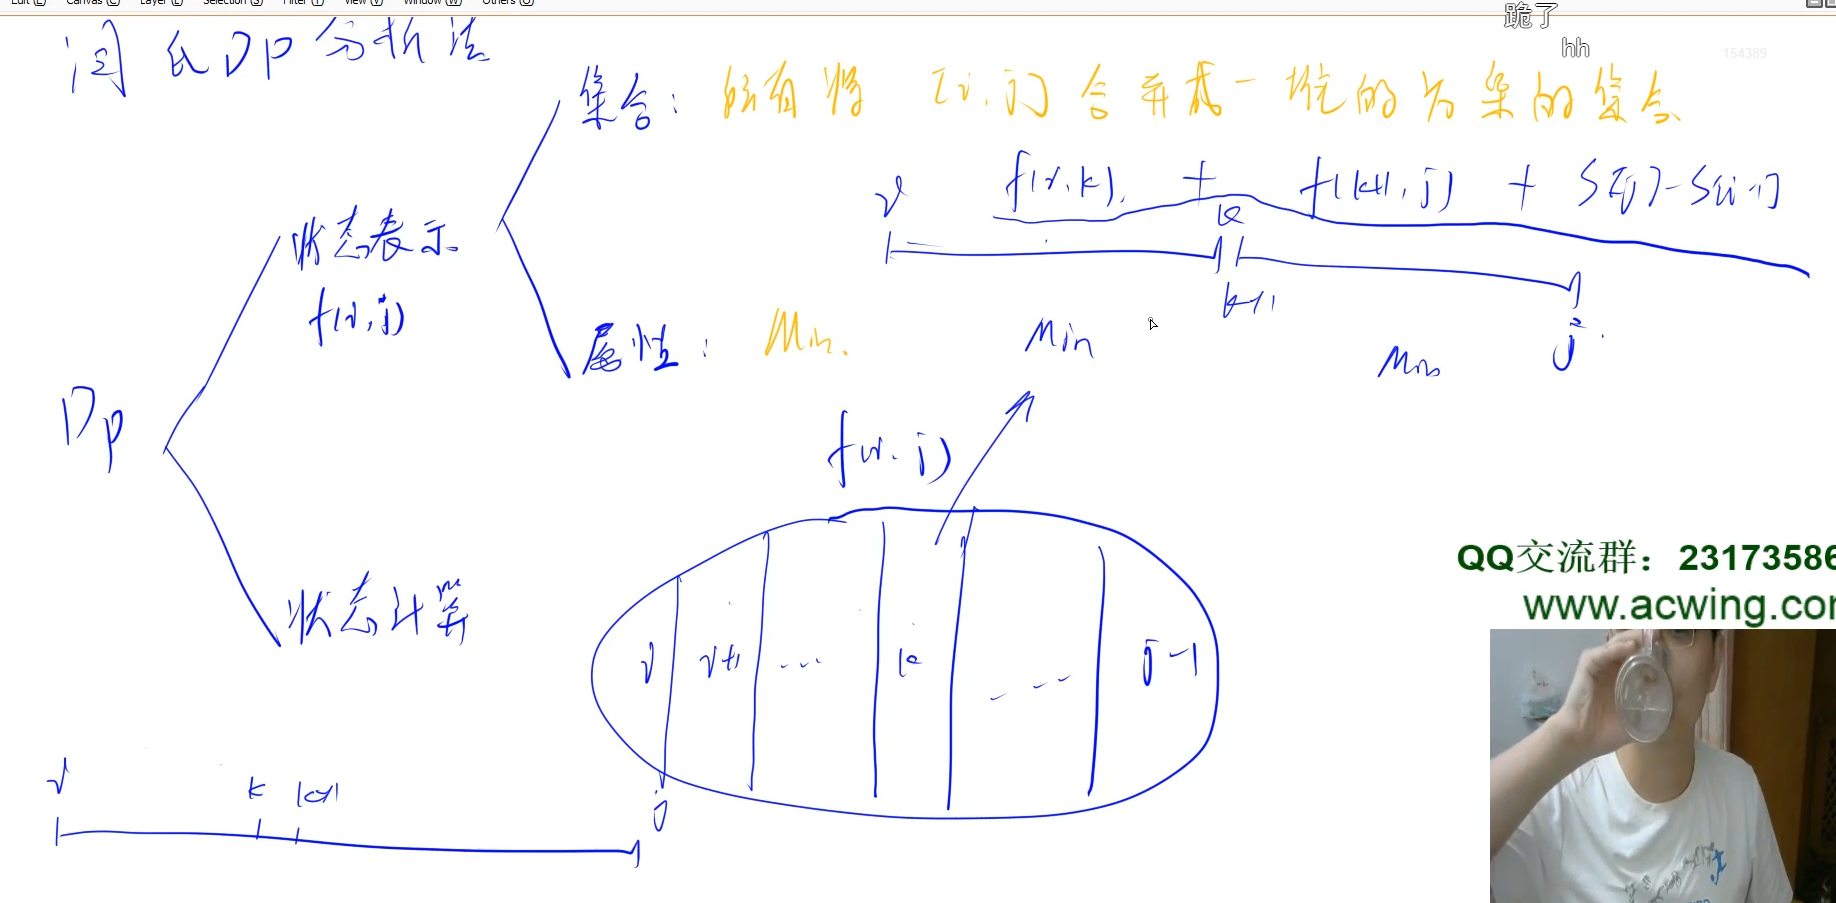 Edit (E) Canvas (C) Layer (L) Selection (S) Filter (T) View (V) Window (W) Others (O)
跪了
hh
154389
闫氏DP分析法
集合：所有将 [i,j] 合并成一堆的方案的集合
f(i,k) + f(k+1,j) + S[j]-S[i-1]
i
k
k+1
j
状态表示
f(i,j)
属性：Min.
Min
Min
DP
f(i,j)
状态计算
i
i+1
...
k
...
j-1
i
k
k+1
j
QQ交流群：23173586
www.acwing.co